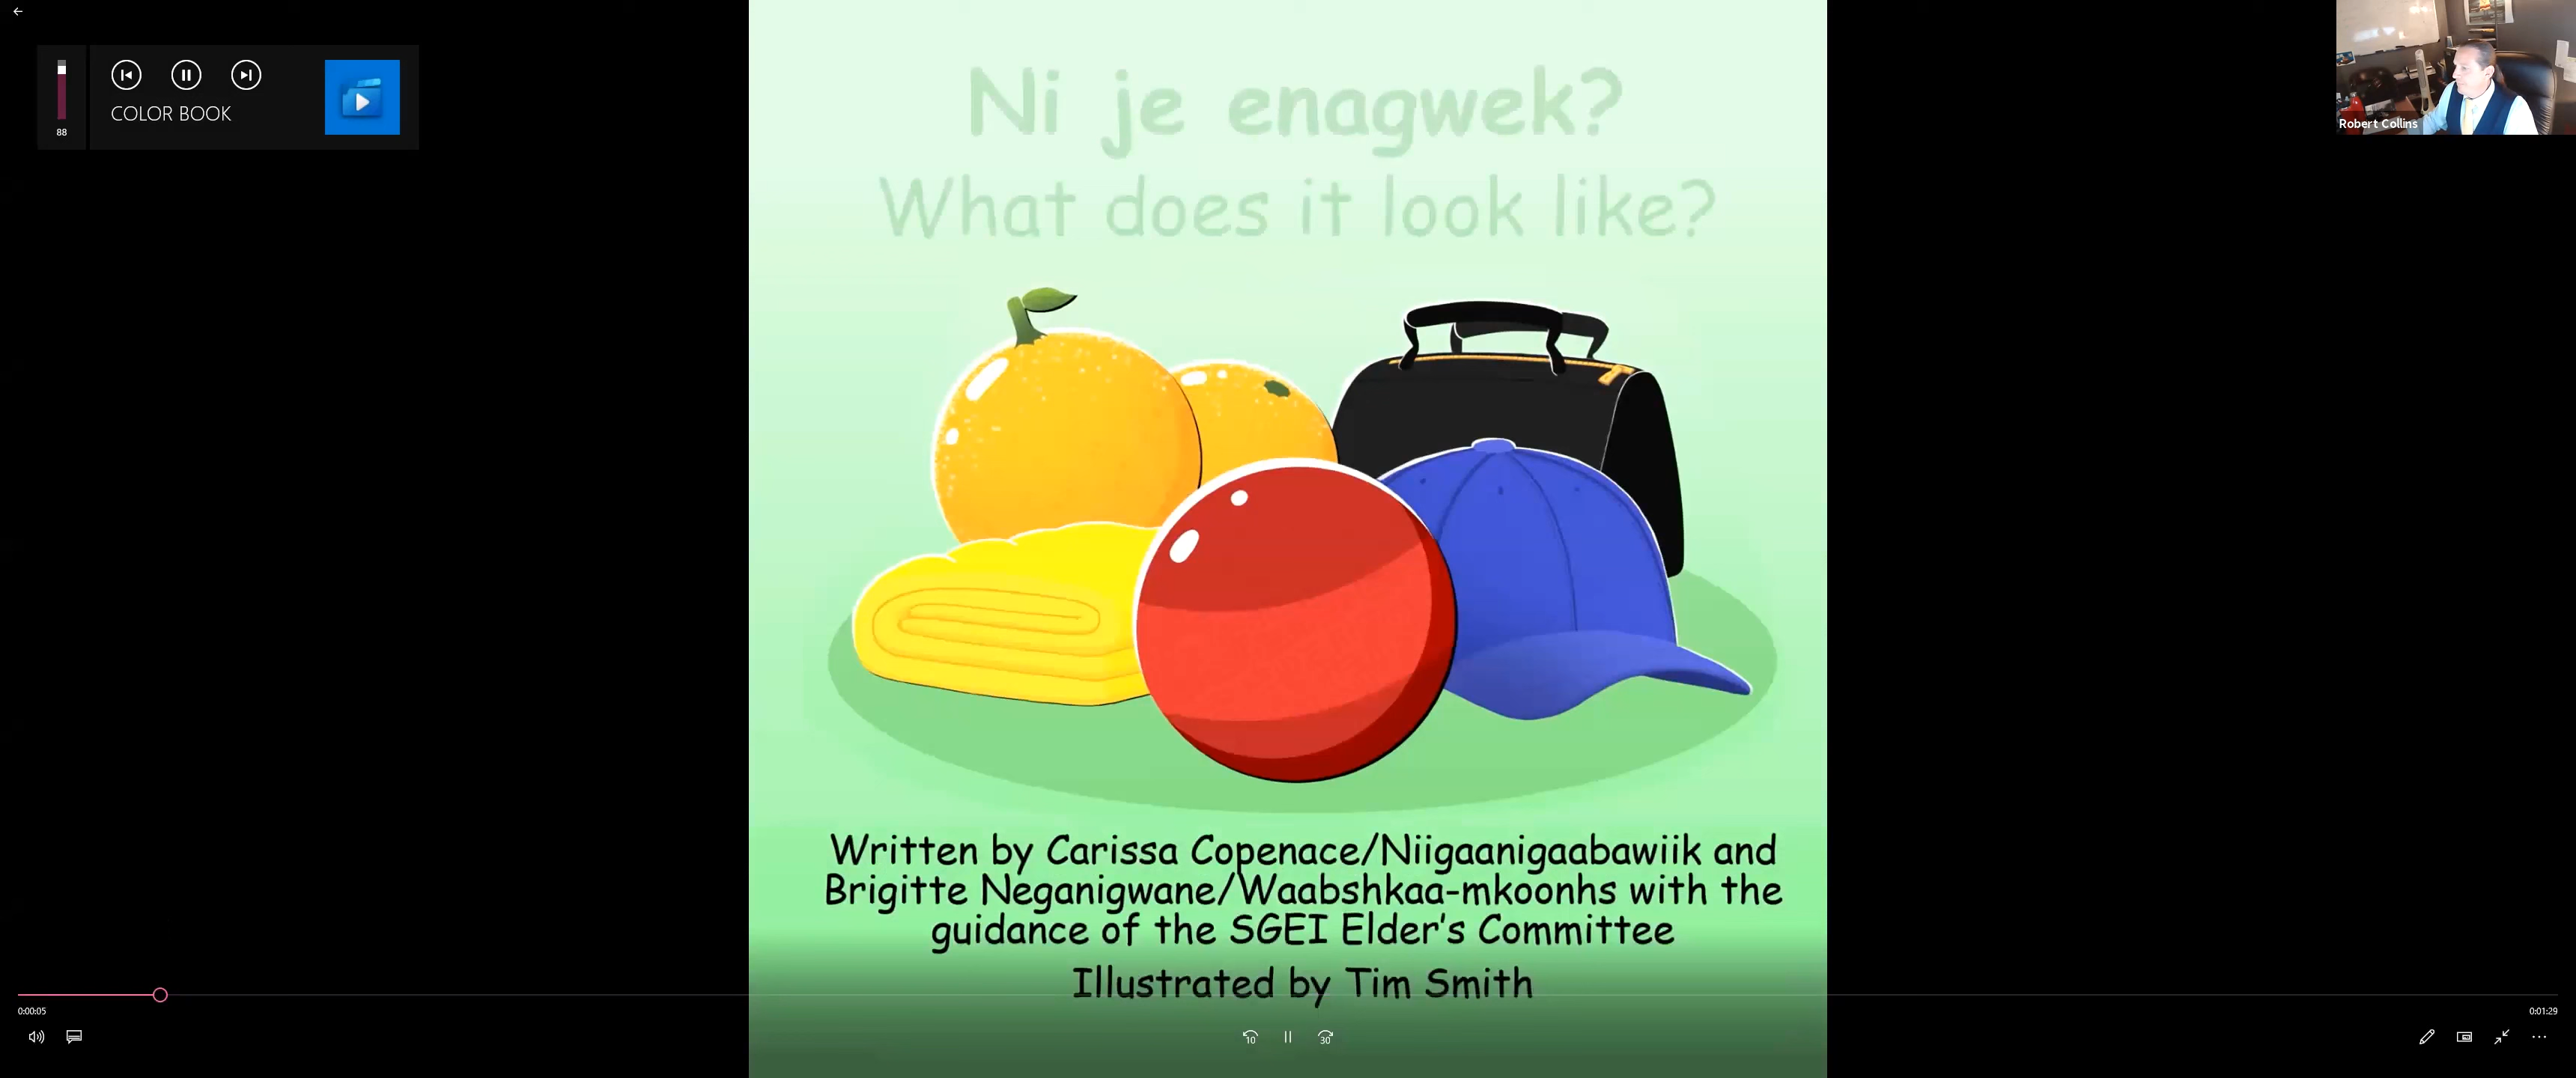 COLOR BOOK
88
Robert Collins
Ni je enagwek?
What does it look like?
Written by Carissa Copenace/Niigaanigaabawiik and
Brigitte Neganigwane/Waabshkaa-mkoonhs with the
guidance of the SGEI Elder's Committee
Illustrated by Tim Smith
0:00:05
0:01:29
10
30